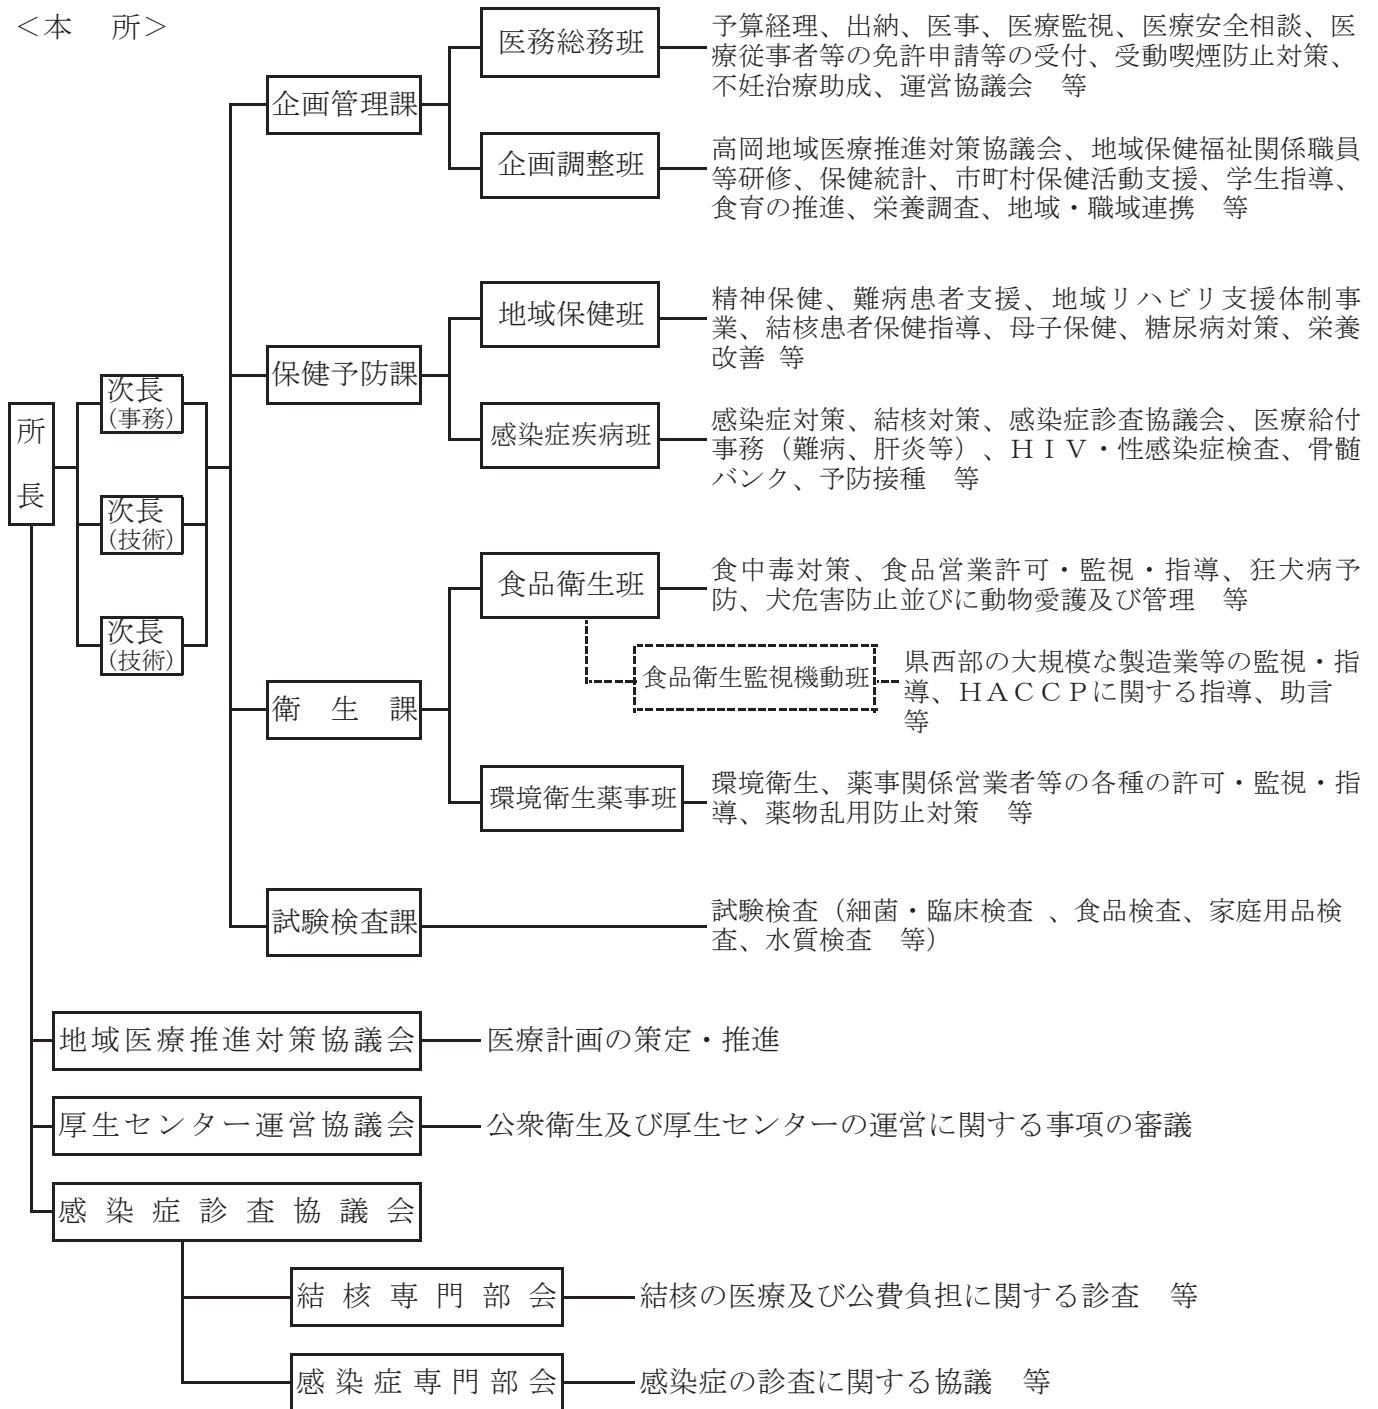 ＜本　所＞
医務総務班
予算経理、出納、医事、医療監視、医療安全相談、医
療従事者等の免許申請等の受付、受動喫煙防止対策、
不妊治療助成、運営協議会　等
企画管理課
企画調整班
高岡地域医療推進対策協議会、地域保健福祉関係職員
等研修、保健統計、市町村保健活動支援、学生指導、
食育の推進、栄養調査、地域・職域連携　等
地域保健班
精神保健、難病患者支援、地域リハビリ支援体制事
業、結核患者保健指導、母子保健、糖尿病対策、栄養
改善 等
保健予防課
感染症疾病班
感染症対策、結核対策、感染症診査協議会、医療給付
事務（難病、肝炎等）、ＨＩＶ・性感染症検査、骨髄
バンク、予防接種　等
所
長
次長
(事務)
次長
(技術)
次長
(技術)
食品衛生班
食中毒対策、食品営業許可・監視・指導、狂犬病予
防、犬危害防止並びに動物愛護及び管理　等
食品衛生監視機動班
県西部の大規模な製造業等の監視・指
導、ＨＡＣＣＰに関する指導、助言
等
衛　生　課
環境衛生薬事班
環境衛生、薬事関係営業者等の各種の許可・監視・指
導、薬物乱用防止対策　等
試験検査課
試験検査（細菌・臨床検査 、食品検査、家庭用品検
査、水質検査　等）
地域医療推進対策協議会
医療計画の策定・推進
厚生センター運営協議会
公衆衛生及び厚生センターの運営に関する事項の審議
感染症診査協議会
結核専門部会
結核の医療及び公費負担に関する診査　等
感染症専門部会
感染症の診査に関する協議　等